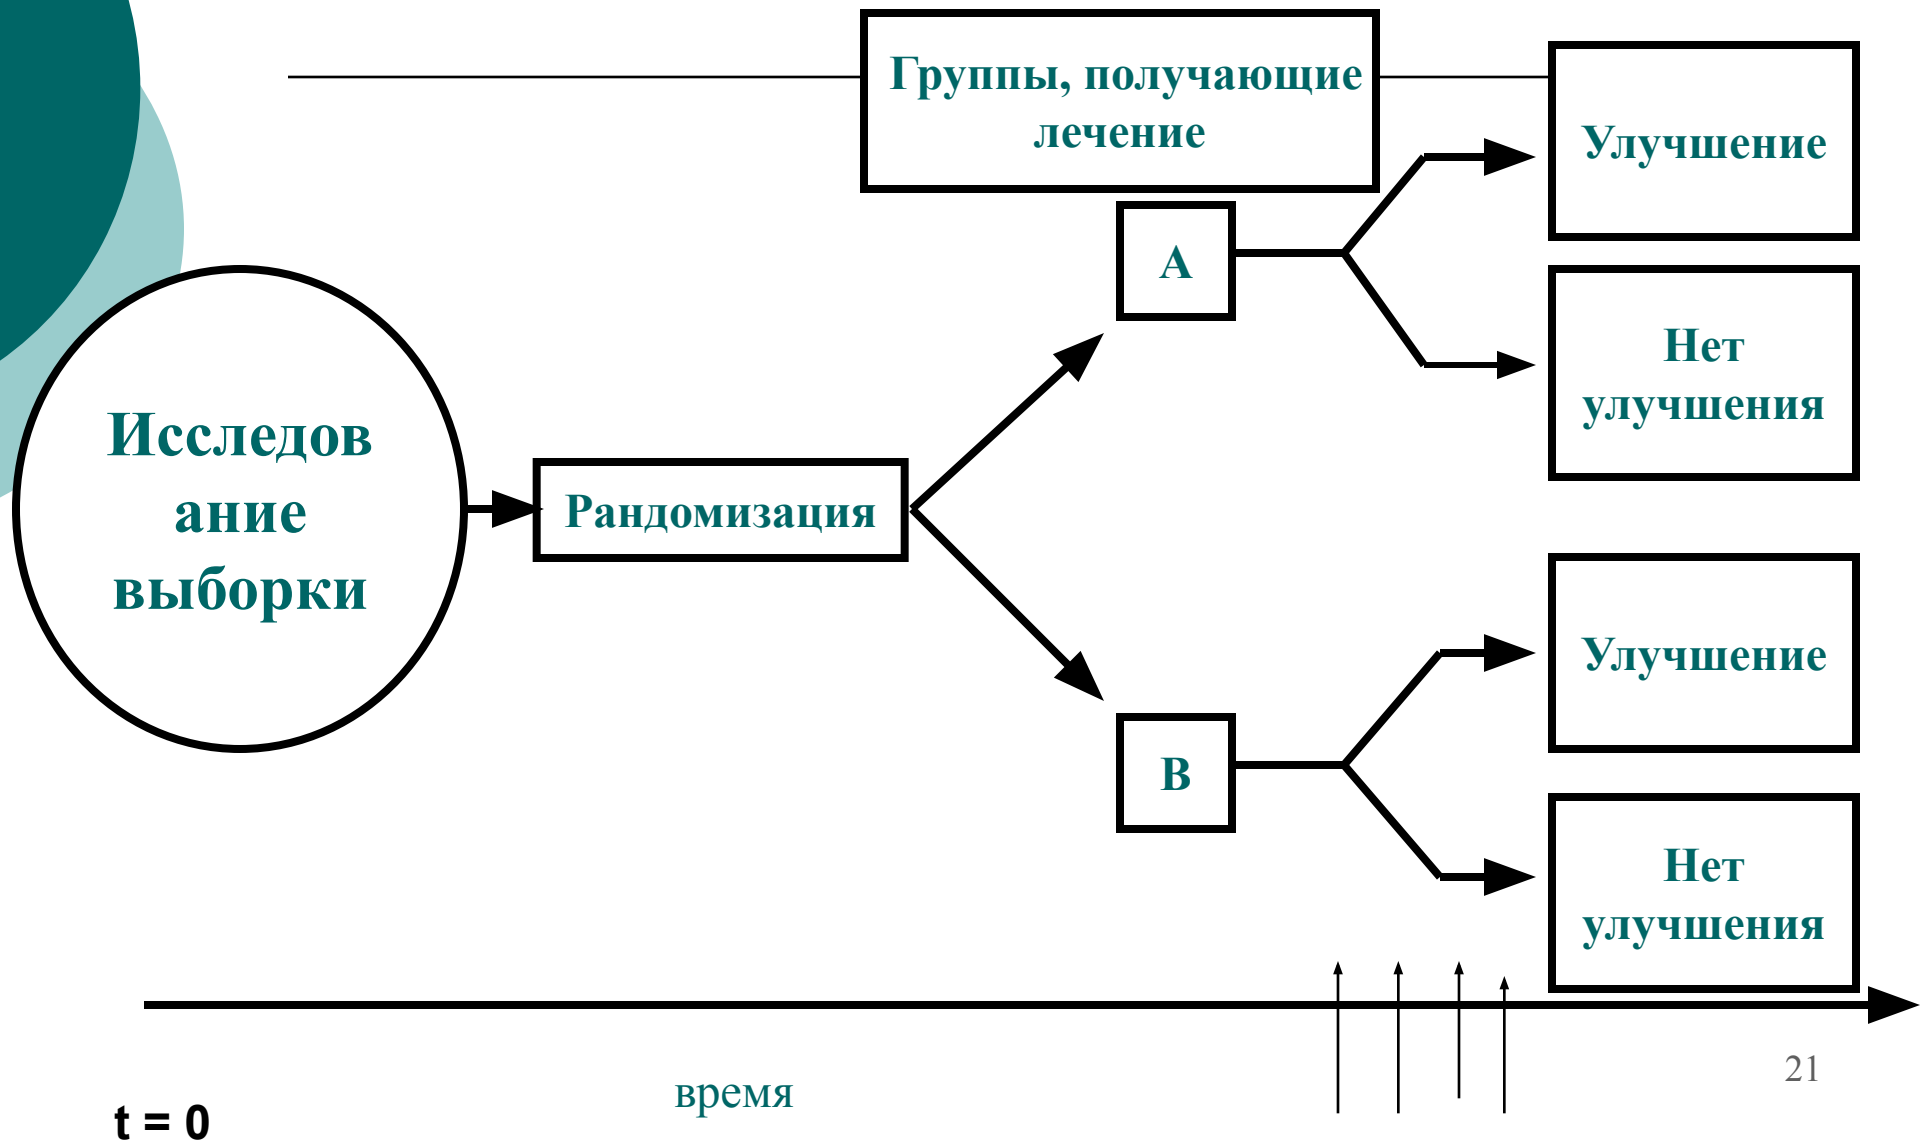 Группы, получающие
лечение
Улучшение
A
Нет
улучшения
Исследов
ание
выборки
Рандомизация
Улучшение
B
Нет
улучшения
21
время
t = 0